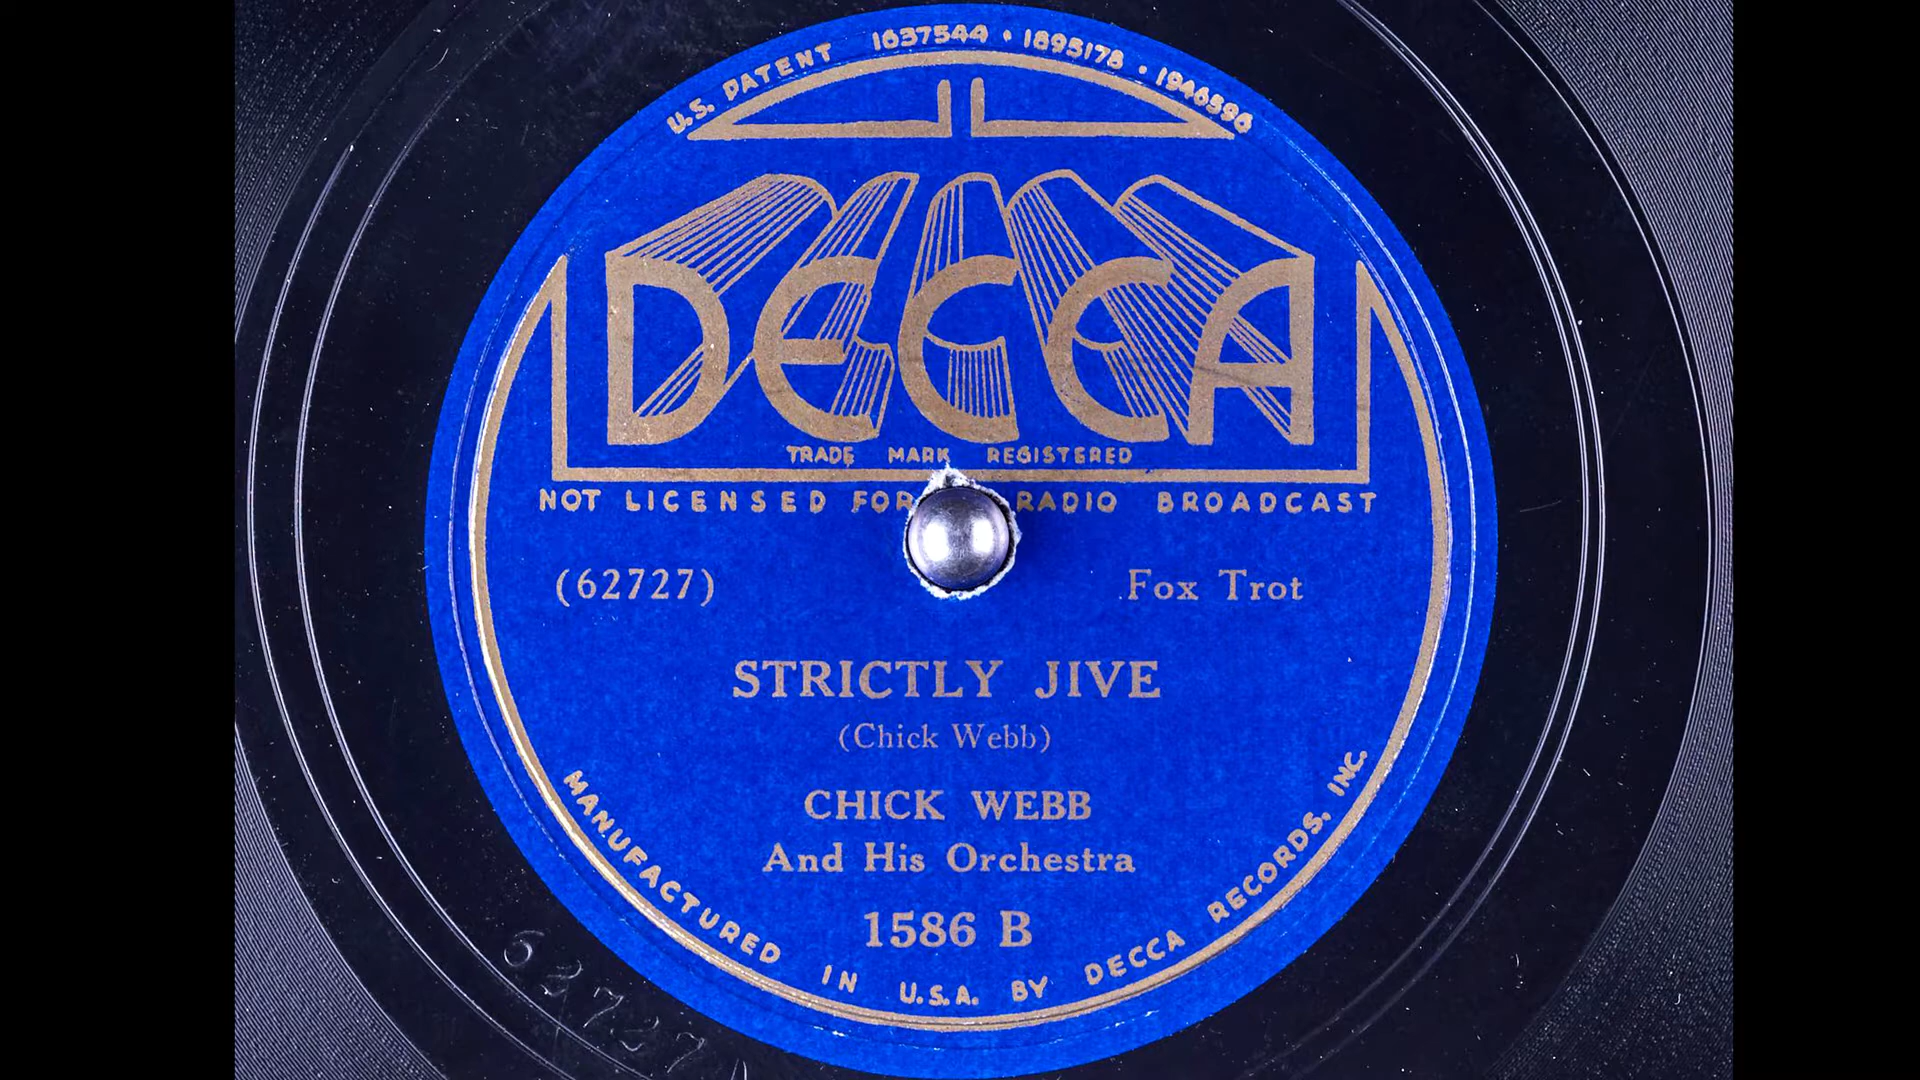 U.S. PATENT 1637544 • 1895178 • 1946596
DECCA
TRADE MARK REGISTERED
NOT LICENSED FOR RADIO BROADCAST
(62727) Fox Trot
STRICTLY JIVE
(Chick Webb)
CHICK WEBB
And His Orchestra
1586 B
MANUFACTURED IN U.S.A. BY DECCA RECORDS, INC.
62727